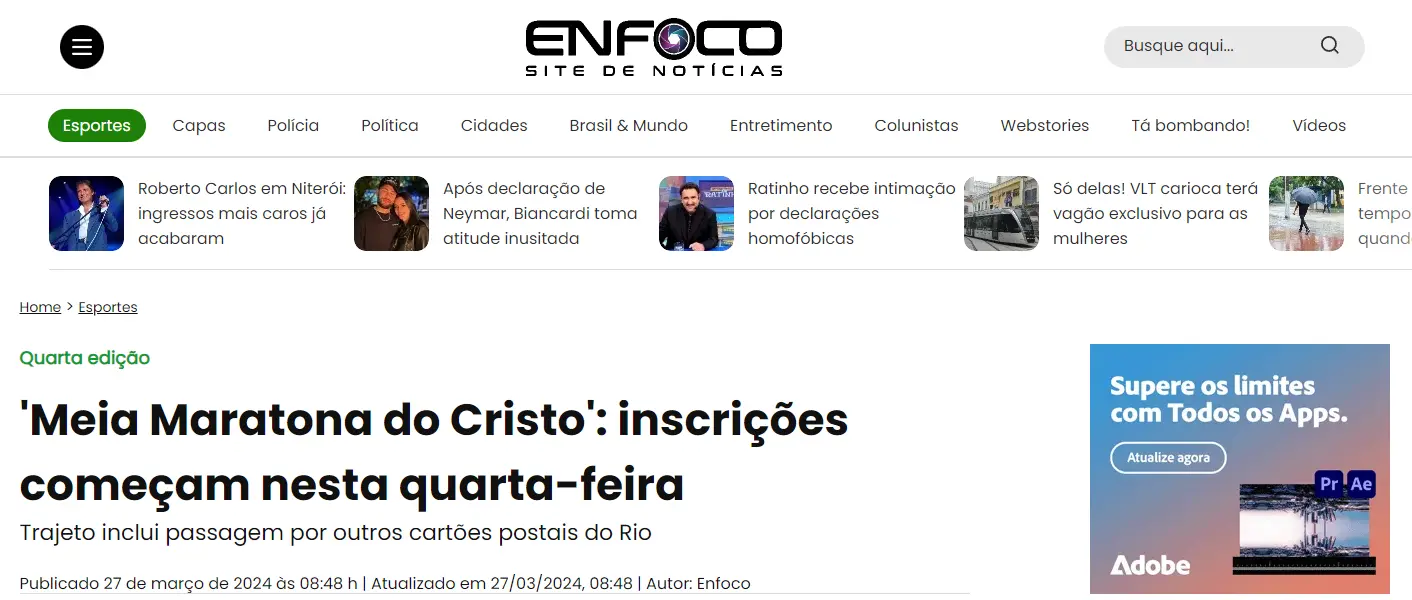 ENFOCO
SITE DE NOTÍCIAS
Busque aqui...
Esportes
Capas
Polícia
Política
Cidades
Brasil & Mundo
Entretimento
Colunistas
Webstories
Tá bombando!
Vídeos
Roberto Carlos em Niterói:
ingressos mais caros já
acabaram
Após declaração de
Neymar, Biancardi toma
atitude inusitada
RATINHO
Ratinho recebe intimação
por declarações
homofóbicas
Só delas! VLT carioca terá
vagão exclusivo para as
mulheres
Frente
tempo
quand
Home > Esportes
Quarta edição
'Meia Maratona do Cristo': inscrições
começam nesta quarta-feira
Trajeto inclui passagem por outros cartões postais do Rio
Publicado 27 de março de 2024 às 08:48 h | Atualizado em 27/03/2024, 08:48 | Autor: Enfoco
Supere os limites
com Todos os Apps.
Atualize agora
Pr Ae
Adobe